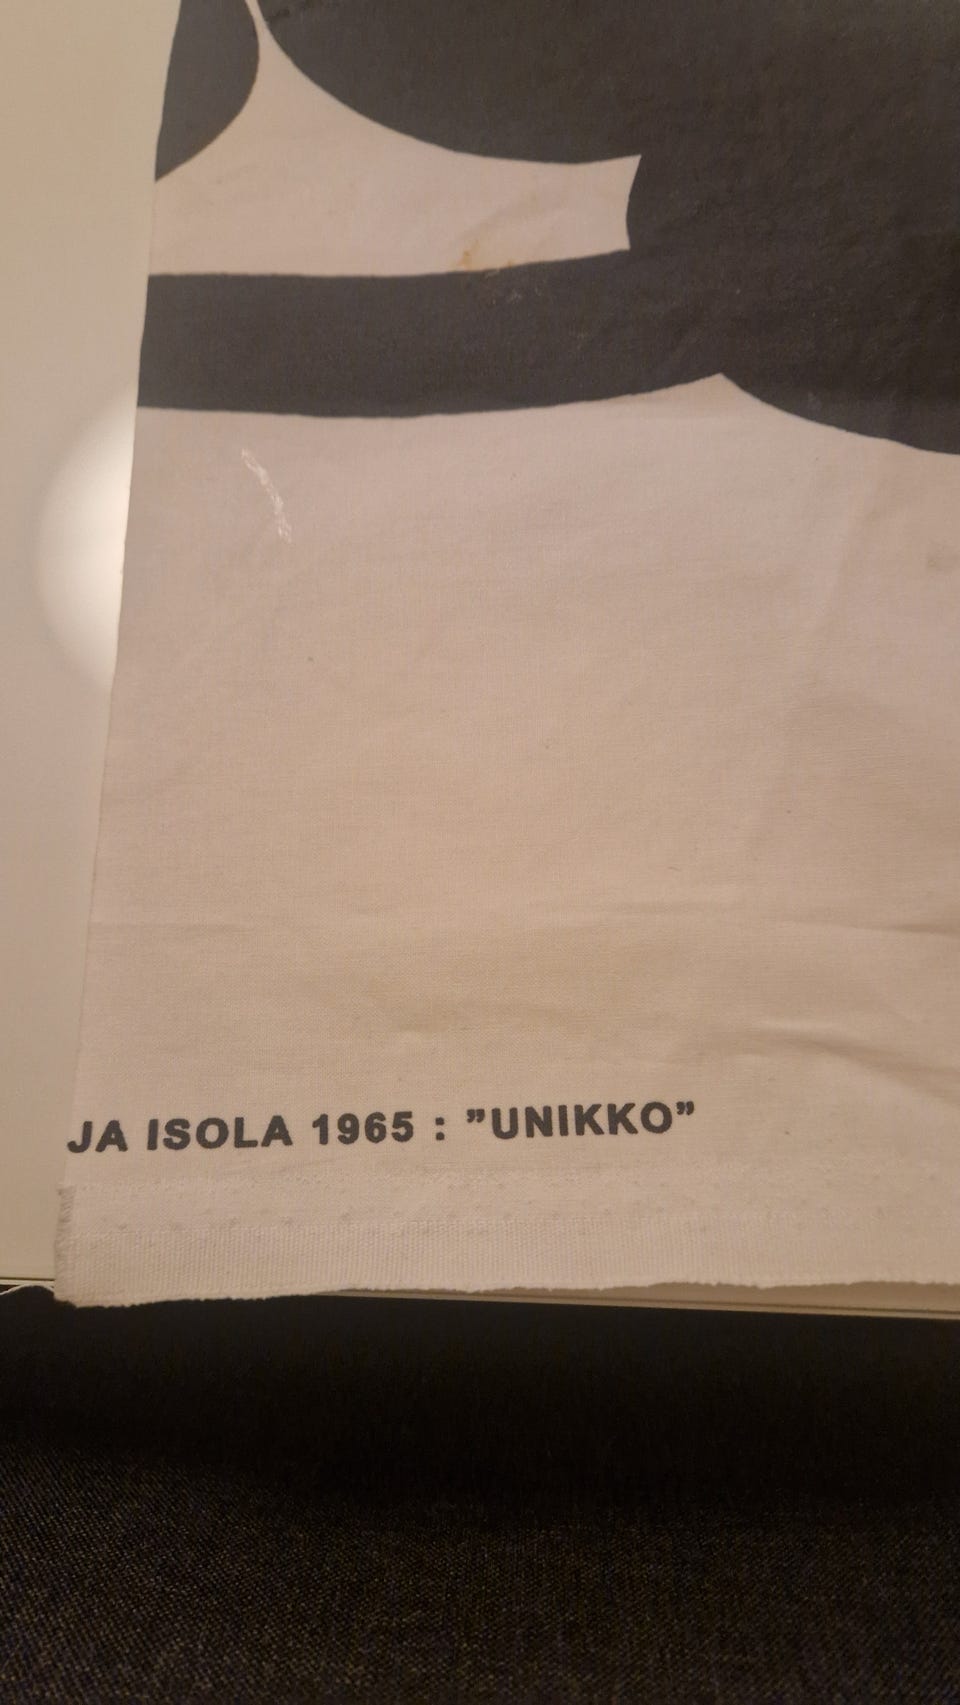 JA ISOLA 1965 : ”UNIKKO”